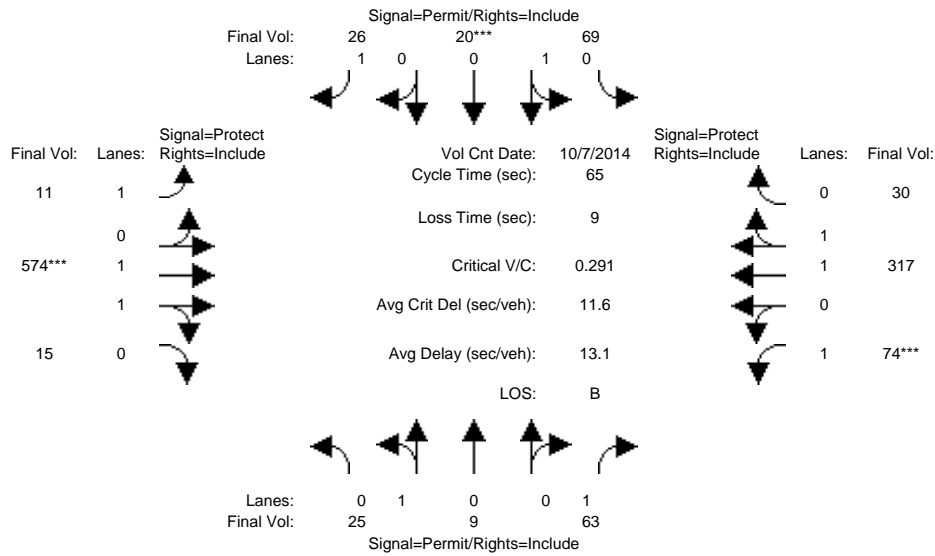 Signal=Permit/Rights=Include
Final Vol: 26 20*** 69
Lanes: 1 0 0 1 0
Signal=Protect
Final Vol: Lanes: Rights=Include
Vol Cnt Date: 10/7/2014
Signal=Protect
Rights=Include Lanes: Final Vol:
Cycle Time (sec): 65
11 1
0 30
Loss Time (sec): 9
0
1
574*** 1
Critical V/C: 0.291
1 317
1
Avg Crit Del (sec/veh): 11.6
0
15 0
Avg Delay (sec/veh): 13.1
1 74***
LOS: B
Lanes: 0 1 0 0 1
Final Vol: 25 9 63
Signal=Permit/Rights=Include